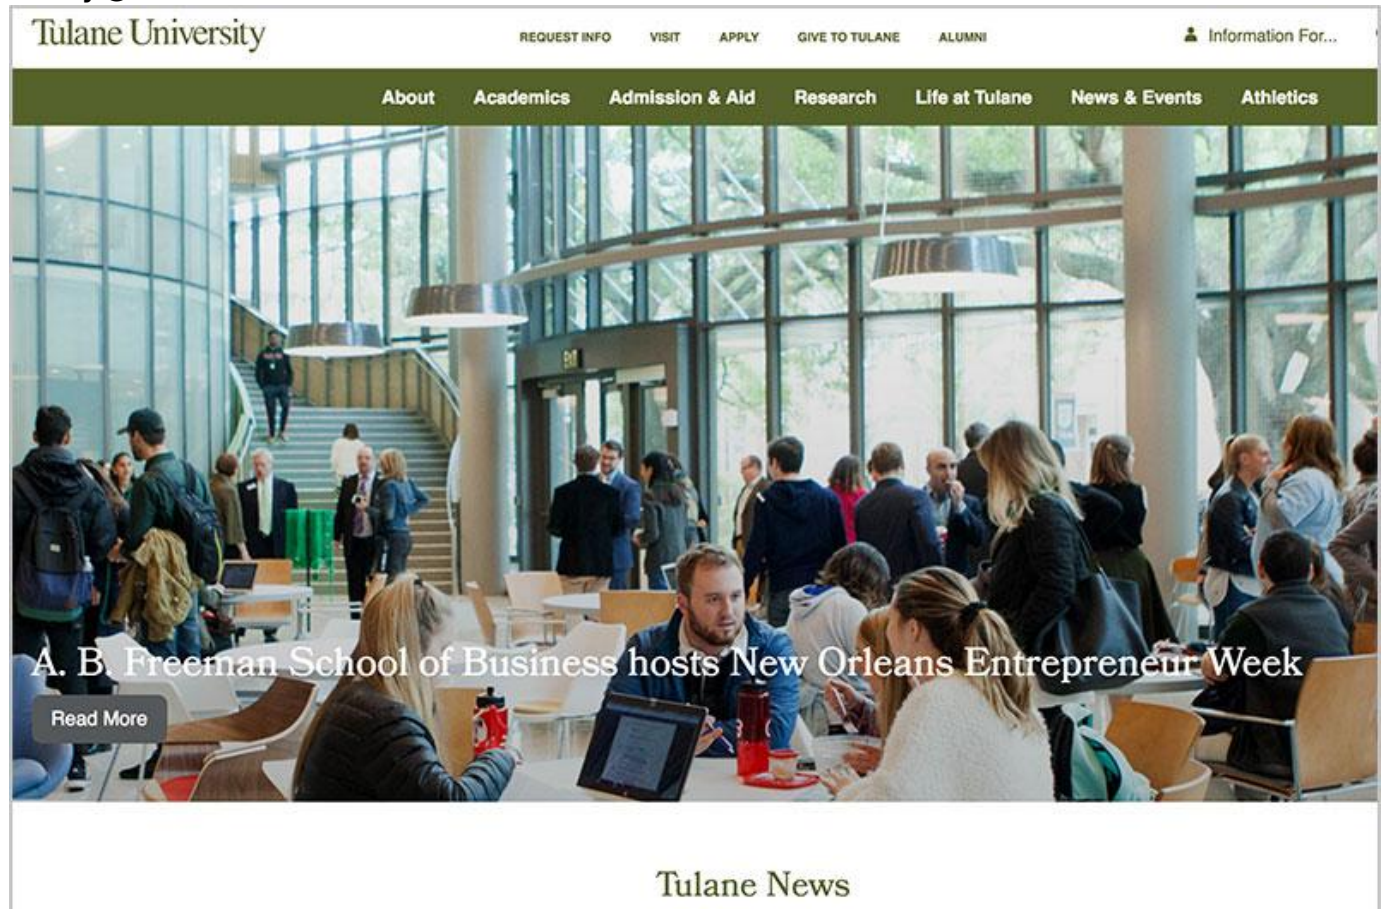 Tulane University
REQUEST INFO VISIT APPLY GIVE TO TULANE ALUMNI Information For...
About Academics Admission & Aid Research Life at Tulane News & Events Athletics
EXIT
A. B. Freeman School of Business hosts New Orleans Entrepreneur Week
Read More
Tulane News